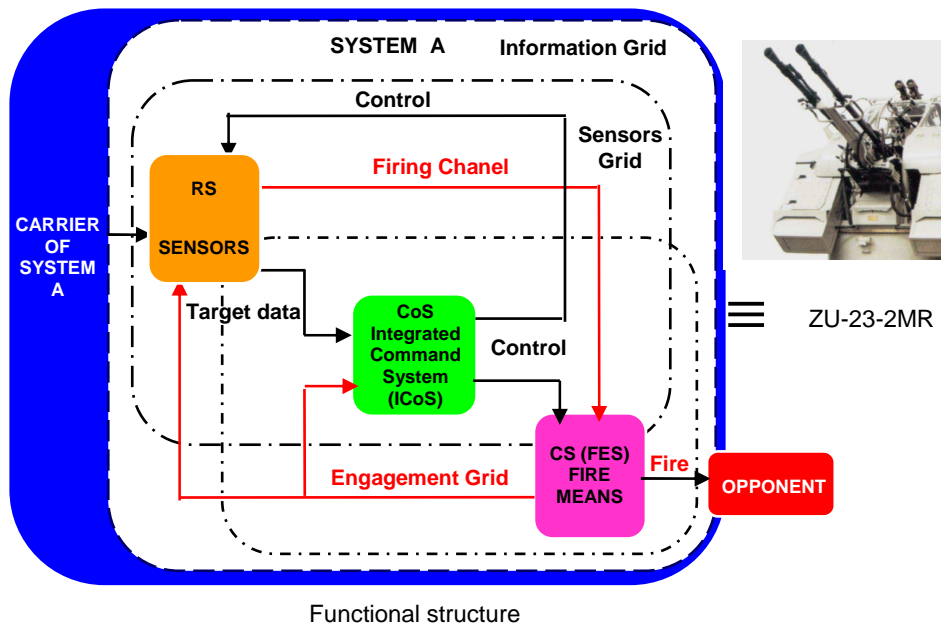 SYSTEM A
Information Grid
Control
Sensors
Grid
Firing Chanel
RS
SENSORS
CARRIER
OF
SYSTEM
A
Target data
CoS
Integrated
Command
System
(ICoS)
Control
ZU-23-2MR
CS (FES)
FIRE
MEANS
Engagement Grid
Fire
OPPONENT
Functional structure